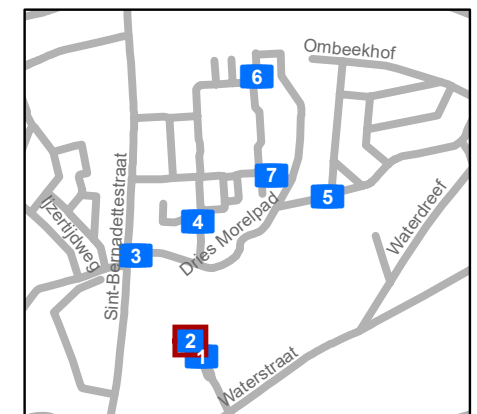 Ombeekhof
6
7
5
Dries Morelpad
4
Waterdreef
Ijzertijdweg
Sint-Bernadettestraat
3
2
1
Waterstraat